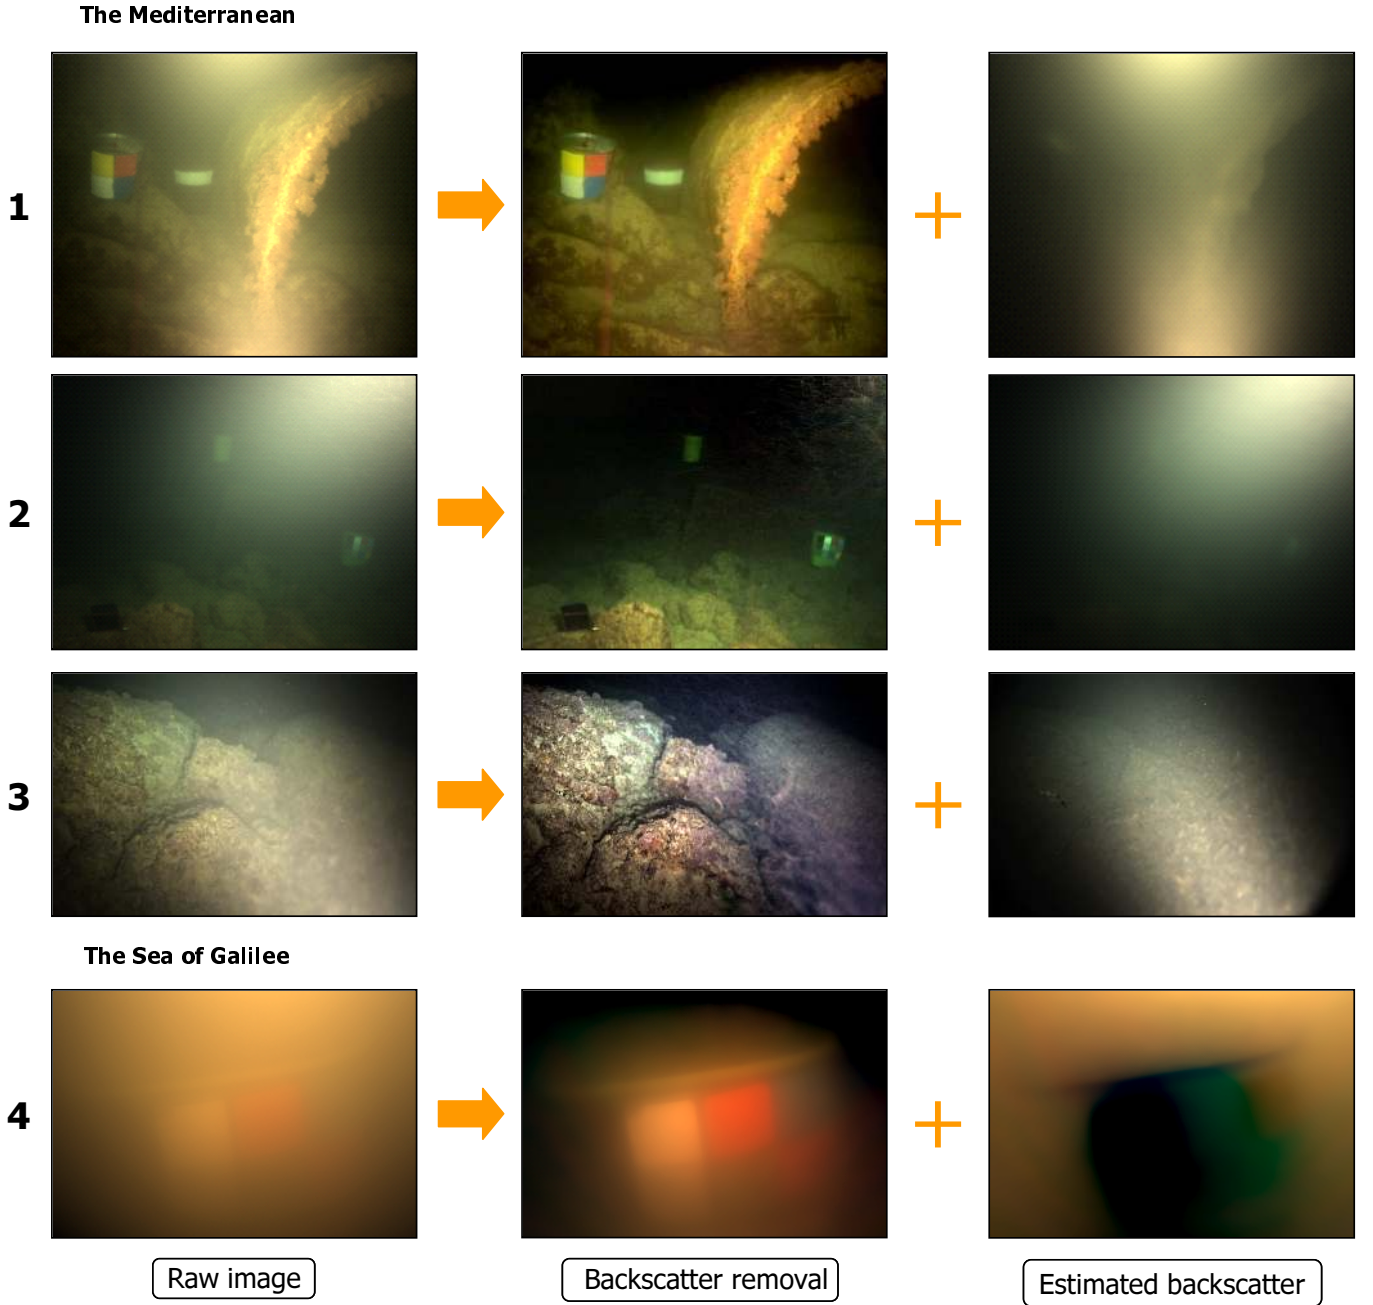 The Mediterranean
1
2
3
The Sea of Galilee
4
Raw image
Backscatter removal
Estimated backscatter